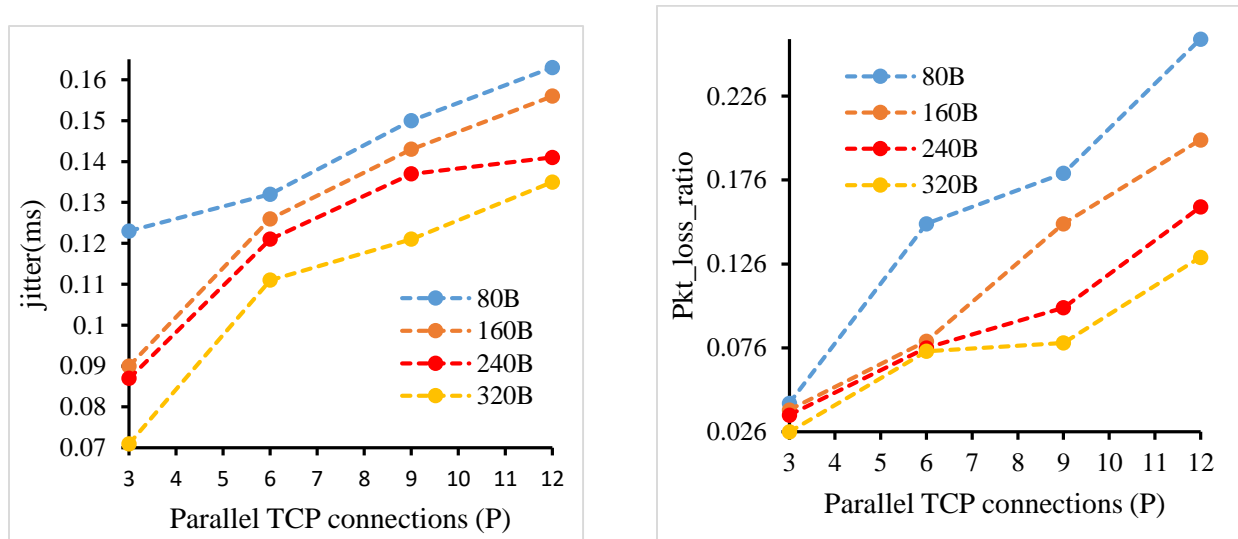 0.16
0.15
0.14
0.13
0.12
0.11
0.1
0.09
0.08
0.07
jitter(ms)
80B
160B
240B
320B
3 4 5 6 7 8 9 10 11 12
Parallel TCP connections (P)
0.226
0.176
0.126
0.076
0.026
Pkt_loss_ratio
80B
160B
240B
320B
3 4 5 6 7 8 9 10 11 12
Parallel TCP connections (P)